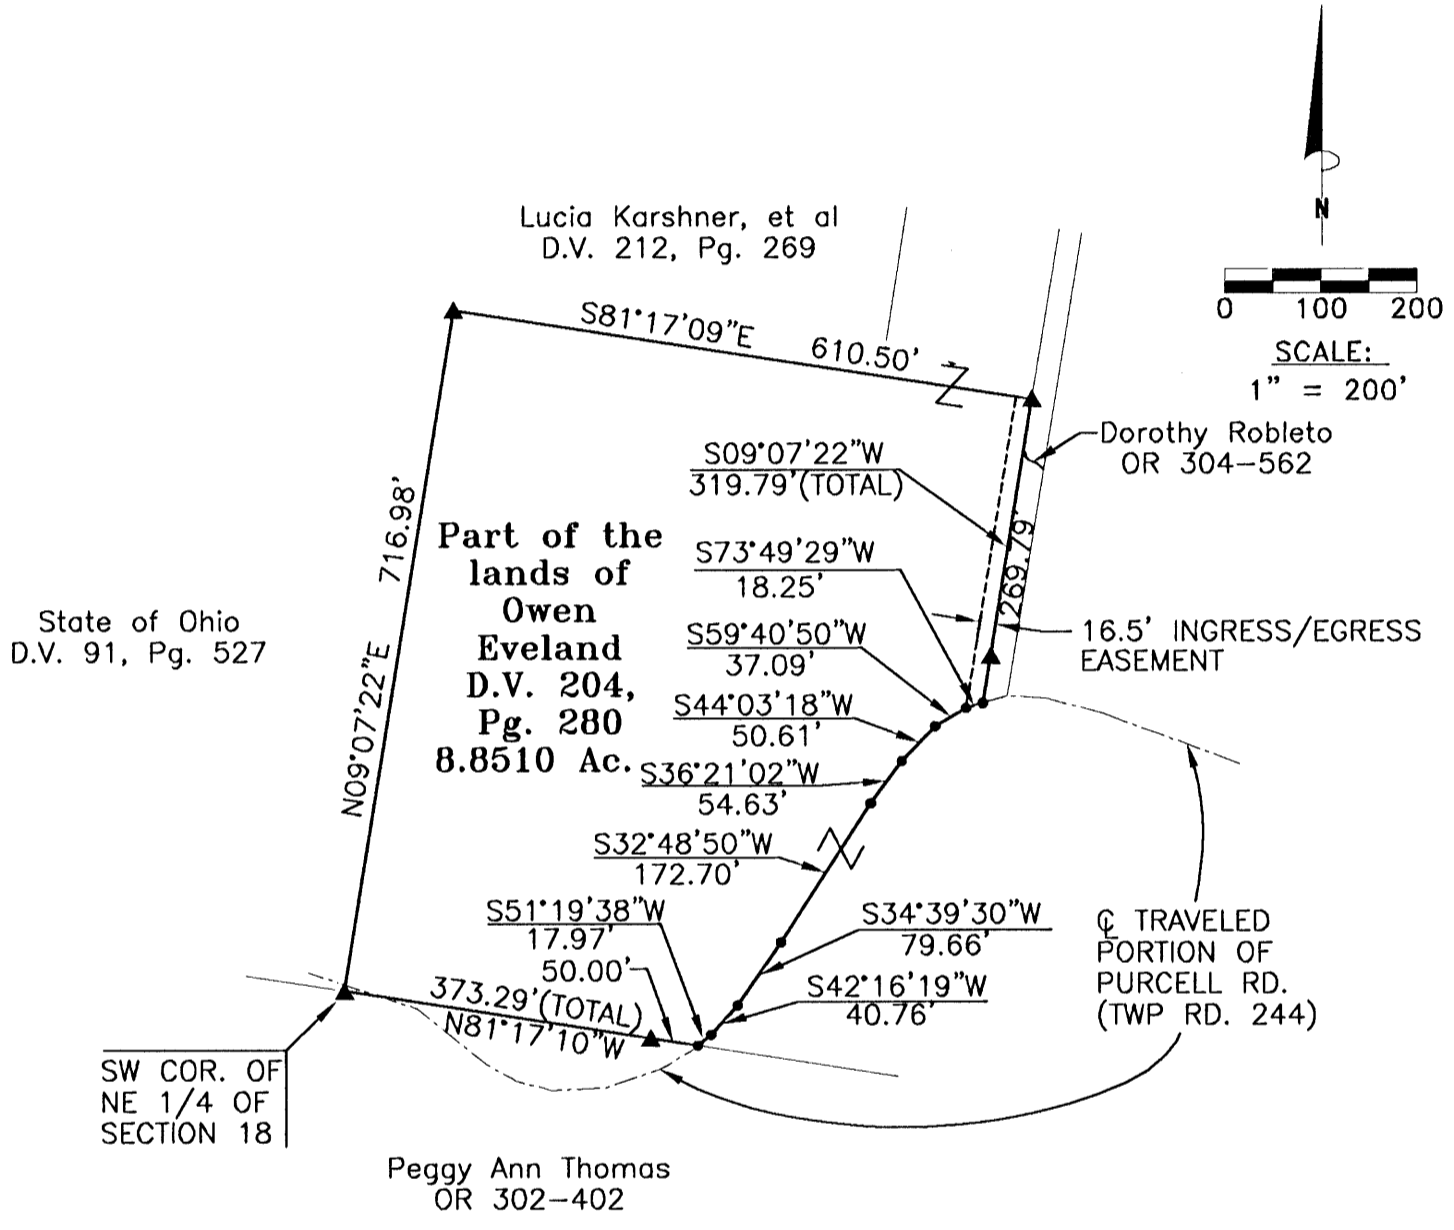 N
0 100 200
SCALE:
1" = 200'
Lucia Karshner, et al
D.V. 212, Pg. 269
S81°17'09"E 610.50'
Dorothy Robleto
OR 304-562
S09°07'22"W
319.79'(TOTAL)
269.79'
S73°49'29"W
18.25'
16.5' INGRESS/EGRESS
EASEMENT
S59°40'50"W
37.09'
S44°03'18"W
50.61'
S36°21'02"W
54.63'
S32°48'50"W
172.70'
Part of the
lands of
Owen
Eveland
D.V. 204,
Pg. 280
8.8510 Ac.
N09°07'22"E 716.98'
State of Ohio
D.V. 91, Pg. 527
S51°19'38"W
17.97'
50.00'
S34°39'30"W
79.66'
S42°16'19"W
40.76'
373.29'(TOTAL)
N81°17'10"W
℄ TRAVELED
PORTION OF
PURCELL RD.
(TWP RD. 244)
SW COR. OF
NE 1/4 OF
SECTION 18
Peggy Ann Thomas
OR 302-402